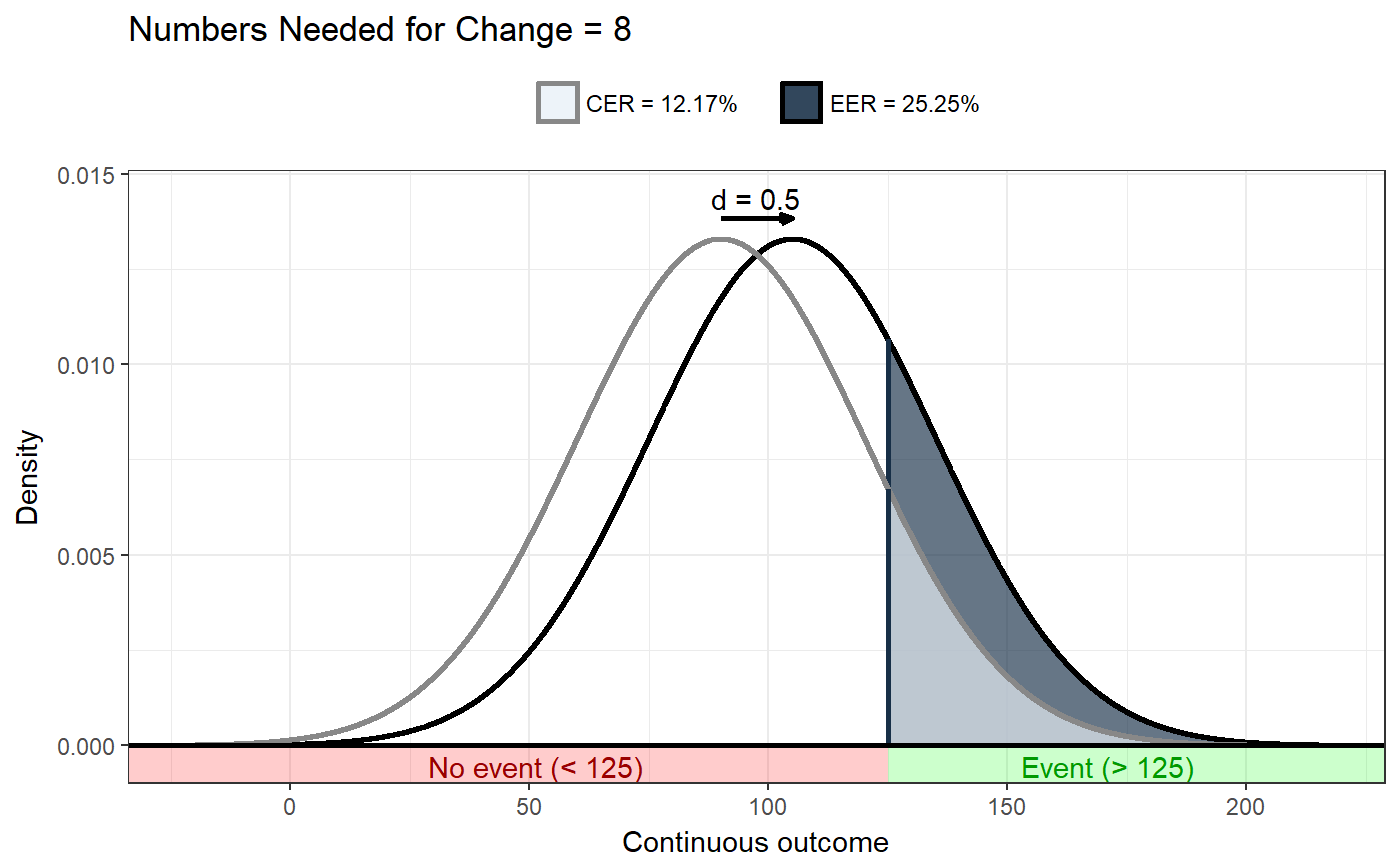 Numbers Needed for Change = 8
CER = 12.17%
EER = 25.25%
0.015
d = 0.5
0.010
Density
0.005
0.000
No event (< 125)
Event (> 125)
0
50
100
150
200
Continuous outcome